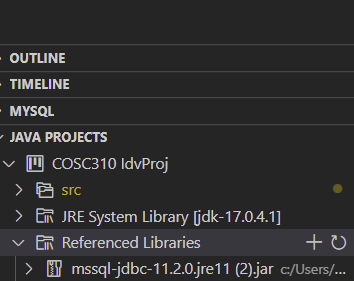 OUTLINE
TIMELINE
MYSQL
JAVA PROJECTS
COSC310 IdvProj
src
JRE System Library [jdk-17.0.4.1]
Referenced Libraries
mssql-jdbc-11.2.0.jre11 (2).jar c:/Users/...